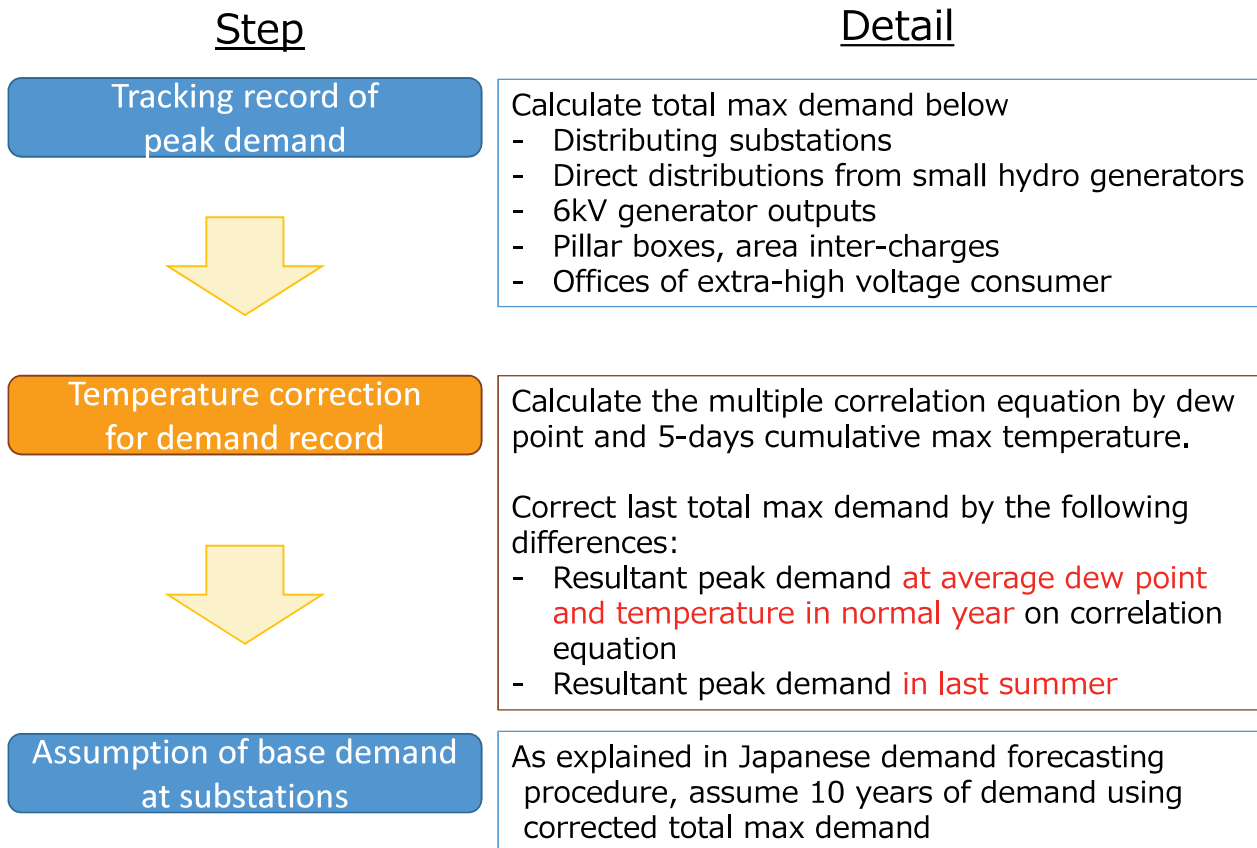 Step
Detail
Tracking record of
peak demand
Calculate total max demand below
- Distributing substations
- Direct distributions from small hydro generators
- 6kV generator outputs
- Pillar boxes, area inter-charges
- Offices of extra-high voltage consumer
Temperature correction
for demand record
Calculate the multiple correlation equation by dew
point and 5-days cumulative max temperature.
Correct last total max demand by the following
differences:
- Resultant peak demand at average dew point
and temperature in normal year on correlation
equation
- Resultant peak demand in last summer
Assumption of base demand
at substations
As explained in Japanese demand forecasting
procedure, assume 10 years of demand using
corrected total max demand